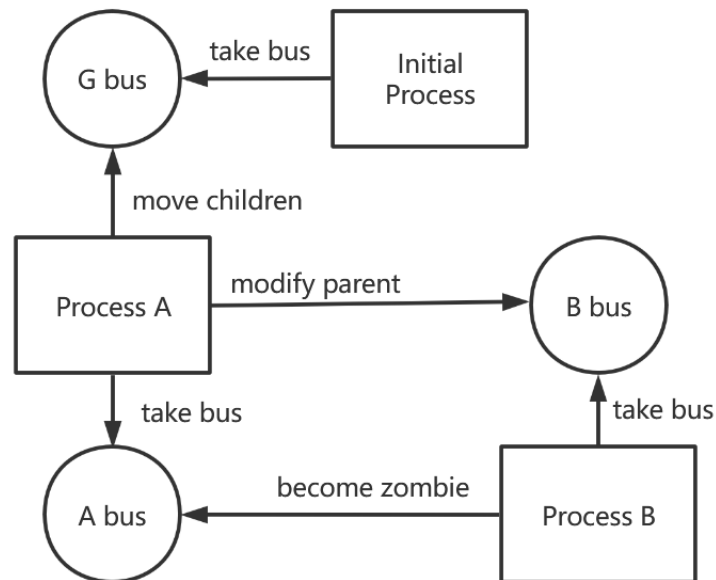 G bus
take bus
Initial
Process
move children
Process A
modify parent
B bus
take bus
take bus
A bus
become zombie
Process B